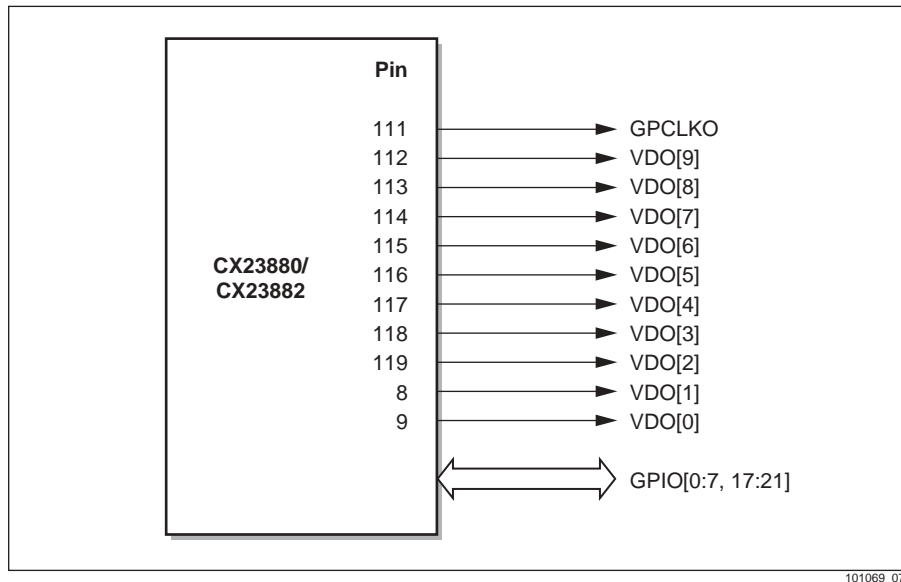 Pin
111 GPCLKO
112 VDO[9]
113 VDO[8]
114 VDO[7]
115 VDO[6]
CX23880/
CX23882
116 VDO[5]
117 VDO[4]
118 VDO[3]
119 VDO[2]
8 VDO[1]
9 VDO[0]
GPIO[0:7, 17:21]
101069_07